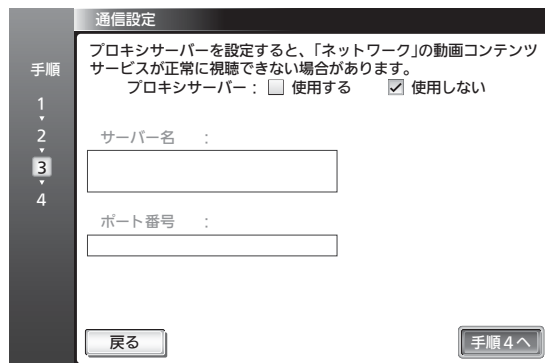 通信設定
手順
1
2
3
4
プロキシサーバーを設定すると、「ネットワーク」の動画コンテンツ
サービスが正常に視聴できない場合があります。
プロキシサーバー : 使用する 使用しない
サーバー名 :
ポート番号 :
戻る
手順4へ